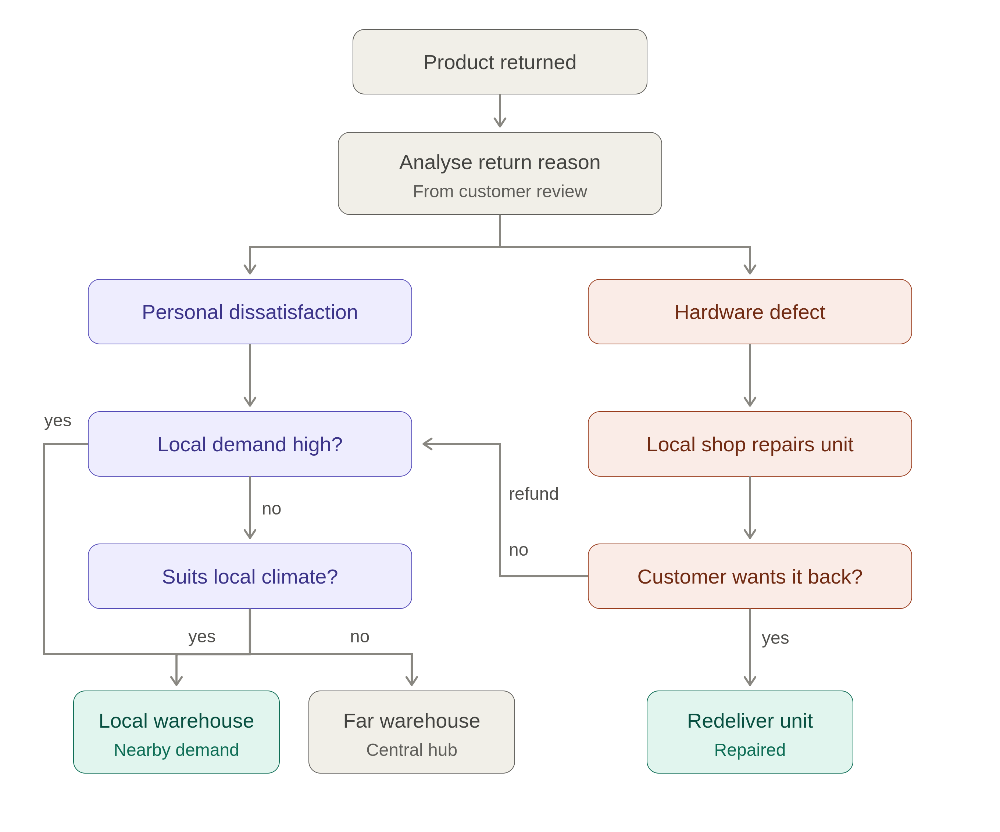 Product returned
Analyse return reason
From customer review
Personal dissatisfaction
Hardware defect
yes
Local demand high?
Local shop repairs unit
refund
no
no
Suits local climate?
Customer wants it back?
yes
no
yes
Local warehouse
Nearby demand
Far warehouse
Central hub
Redeliver unit
Repaired